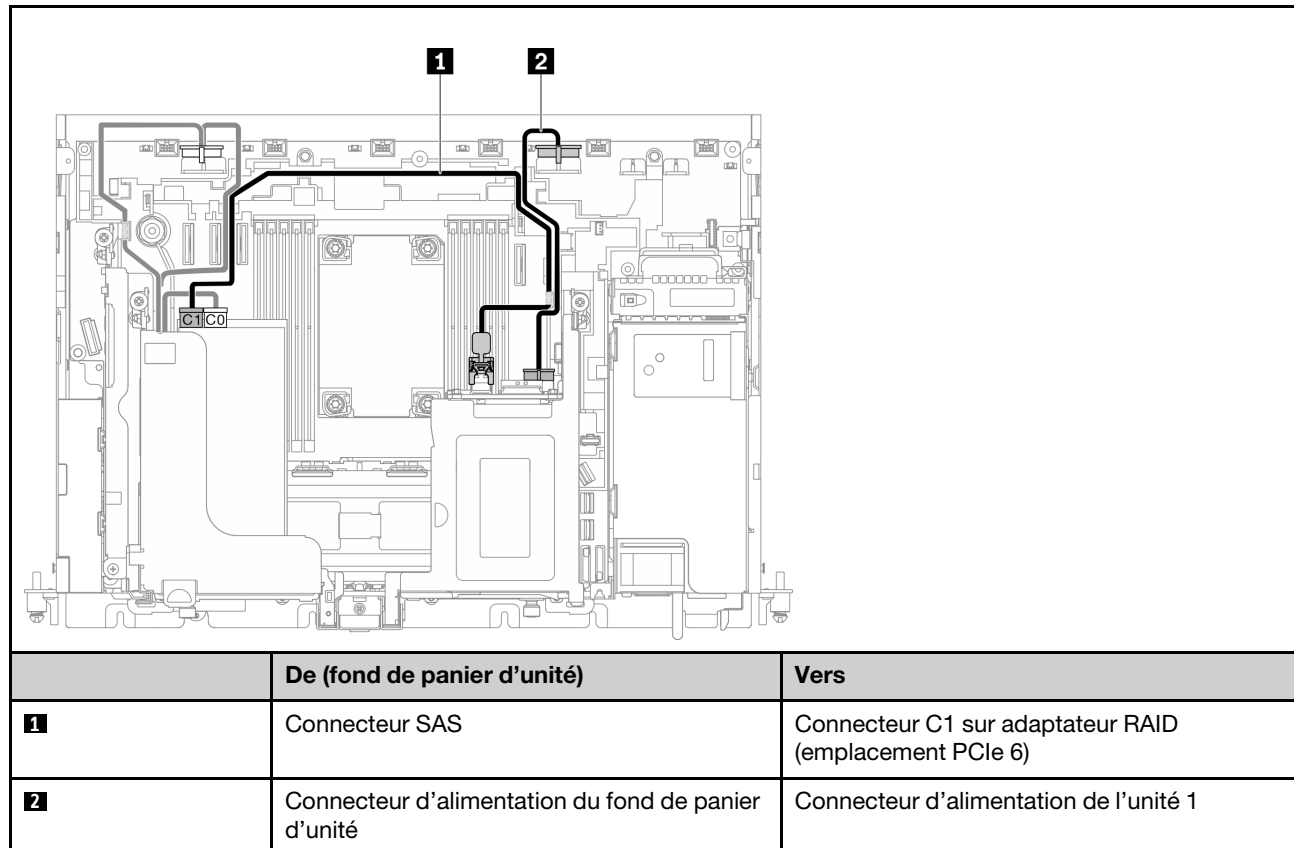 1 2
C1 C0
De (fond de panier d’unité) Vers
1 Connecteur SAS Connecteur C1 sur adaptateur RAID
(emplacement PCIe 6)
2 Connecteur d’alimentation du fond de panier Connecteur d’alimentation de l’unité 1
d’unité